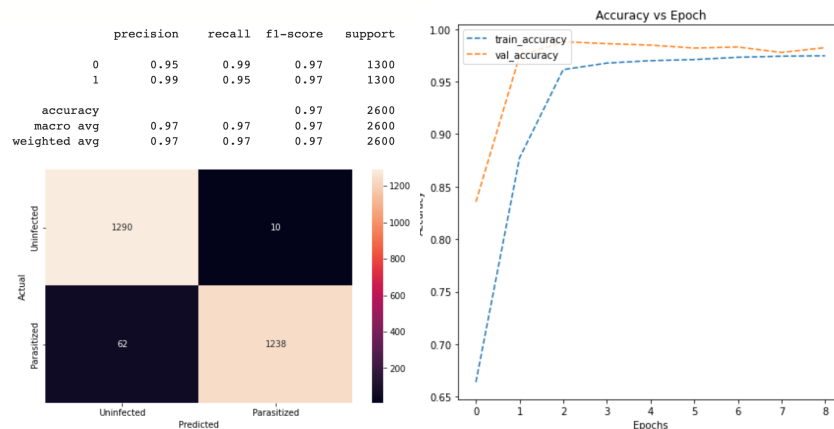 precision recall f1-score support
0 0.95 0.99 0.97 1300
1 0.99 0.95 0.97 1300
accuracy 0.97 2600
macro avg 0.97 0.97 0.97 2600
weighted avg 0.97 0.97 0.97 2600
Uninfected
Parasitized
Actual
1290 10
62 1238
Uninfected Parasitized
Predicted
1200
1000
800
600
400
200
Accuracy vs Epoch
train_accuracy
val_accuracy
Accuracy
1.00
0.95
0.90
0.85
0.80
0.75
0.70
0.65
0 1 2 3 4 5 6 7 8
Epochs